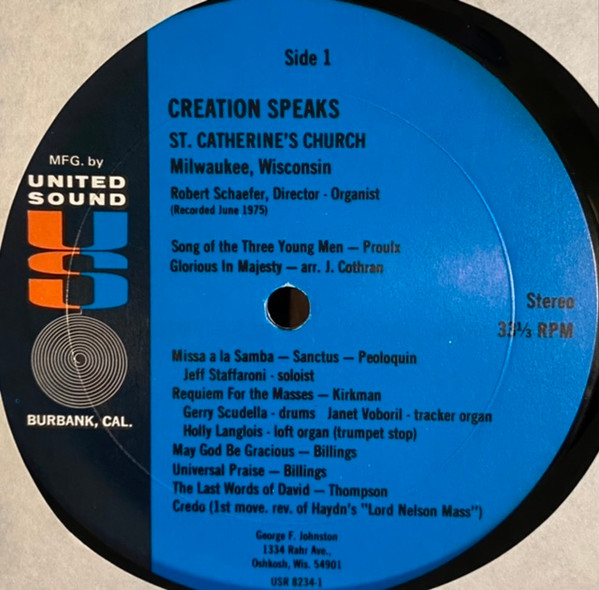 Side 1
CREATION SPEAKS
ST. CATHERINE'S CHURCH
Milwaukee, Wisconsin
Robert Schaefer, Director - Organist
(Recorded June 1975)
MFG. by
UNITED
SOUND
US
BURBANK, CAL.
Song of the Three Young Men — Proulx
Glorious In Majesty — arr. J. Cothran
Stereo
33⅓ RPM
Missa a la Samba — Sanctus — Peoloquin
Jeff Staffaroni - soloist
Requiem For the Masses — Kirkman
Gerry Scudella - drums Janet Voboril - tracker organ
Holly Langlois - loft organ (trumpet stop)
May God Be Gracious — Billings
Universal Praise — Billings
The Last Words of David — Thompson
Credo (1st move. rev. of Haydn's "Lord Nelson Mass")
George F. Johnston
1334 Rahr Ave.,
Oshkosh, Wis. 54901
USR 8234-1